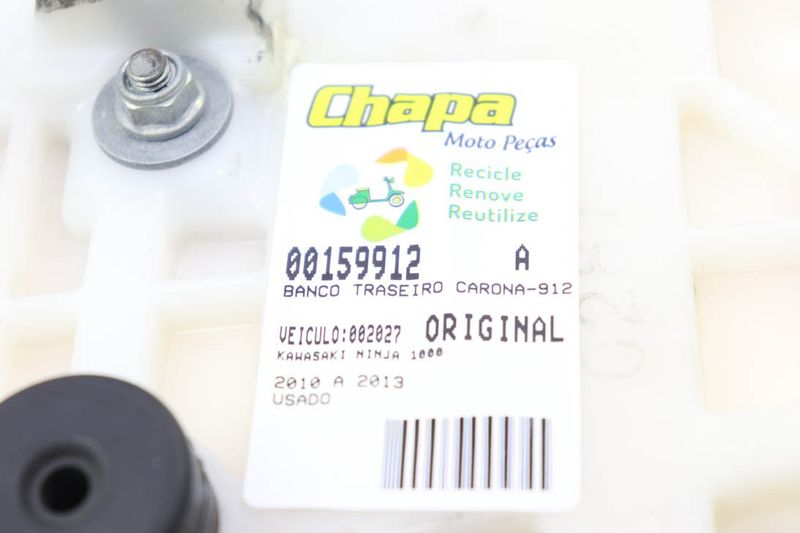 Chapa
Moto Peças
Recicle
Renove
Reutilize
00159912 A
BANCO TRASEIRO CARONA-912
VEICULO:002027 ORIGINAL
KAWASAKI NINJA 1000
2010 A 2013
USADO